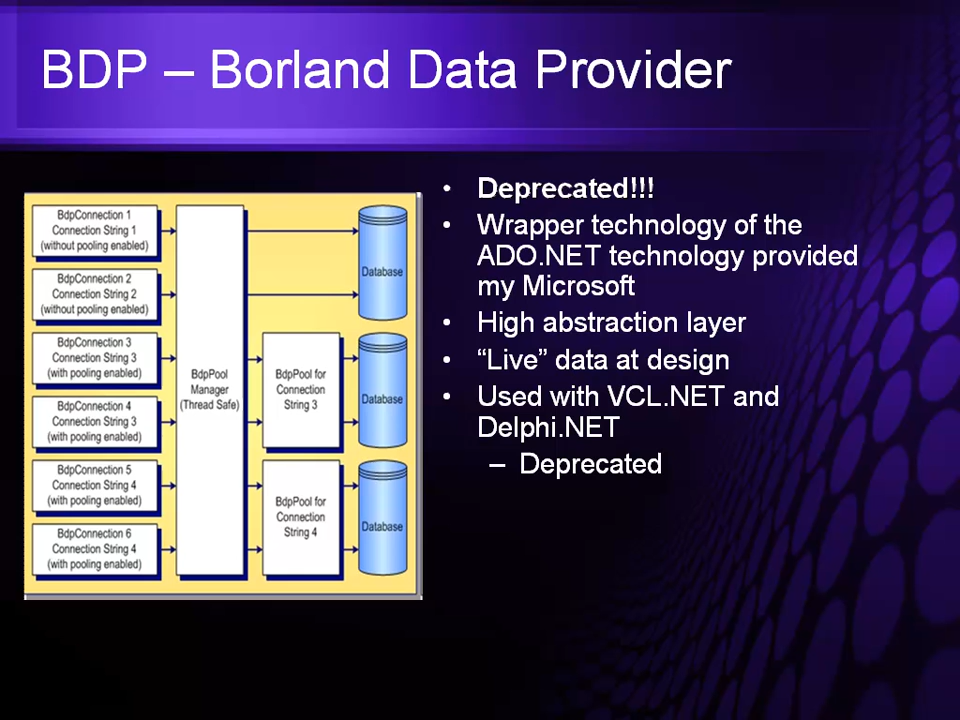 BDP – Borland Data Provider
BdpConnection 1
Connection String 1
(without pooling enabled)
BdpConnection 2
Connection String 2
(without pooling enabled)
BdpConnection 3
Connection String 3
(with pooling enabled)
BdpConnection 4
Connection String 3
(with pooling enabled)
BdpConnection 5
Connection String 4
(with pooling enabled)
BdpConnection 6
Connection String 4
(with pooling enabled)
BdpPool
Manager
(Thread Safe)
BdpPool for
Connection
String 3
BdpPool for
Connection
String 4
Database
Database
Database
• Deprecated!!!
• Wrapper technology of the
ADO.NET technology provided
my Microsoft
• High abstraction layer
• “Live” data at design
• Used with VCL.NET and
Delphi.NET
– Deprecated